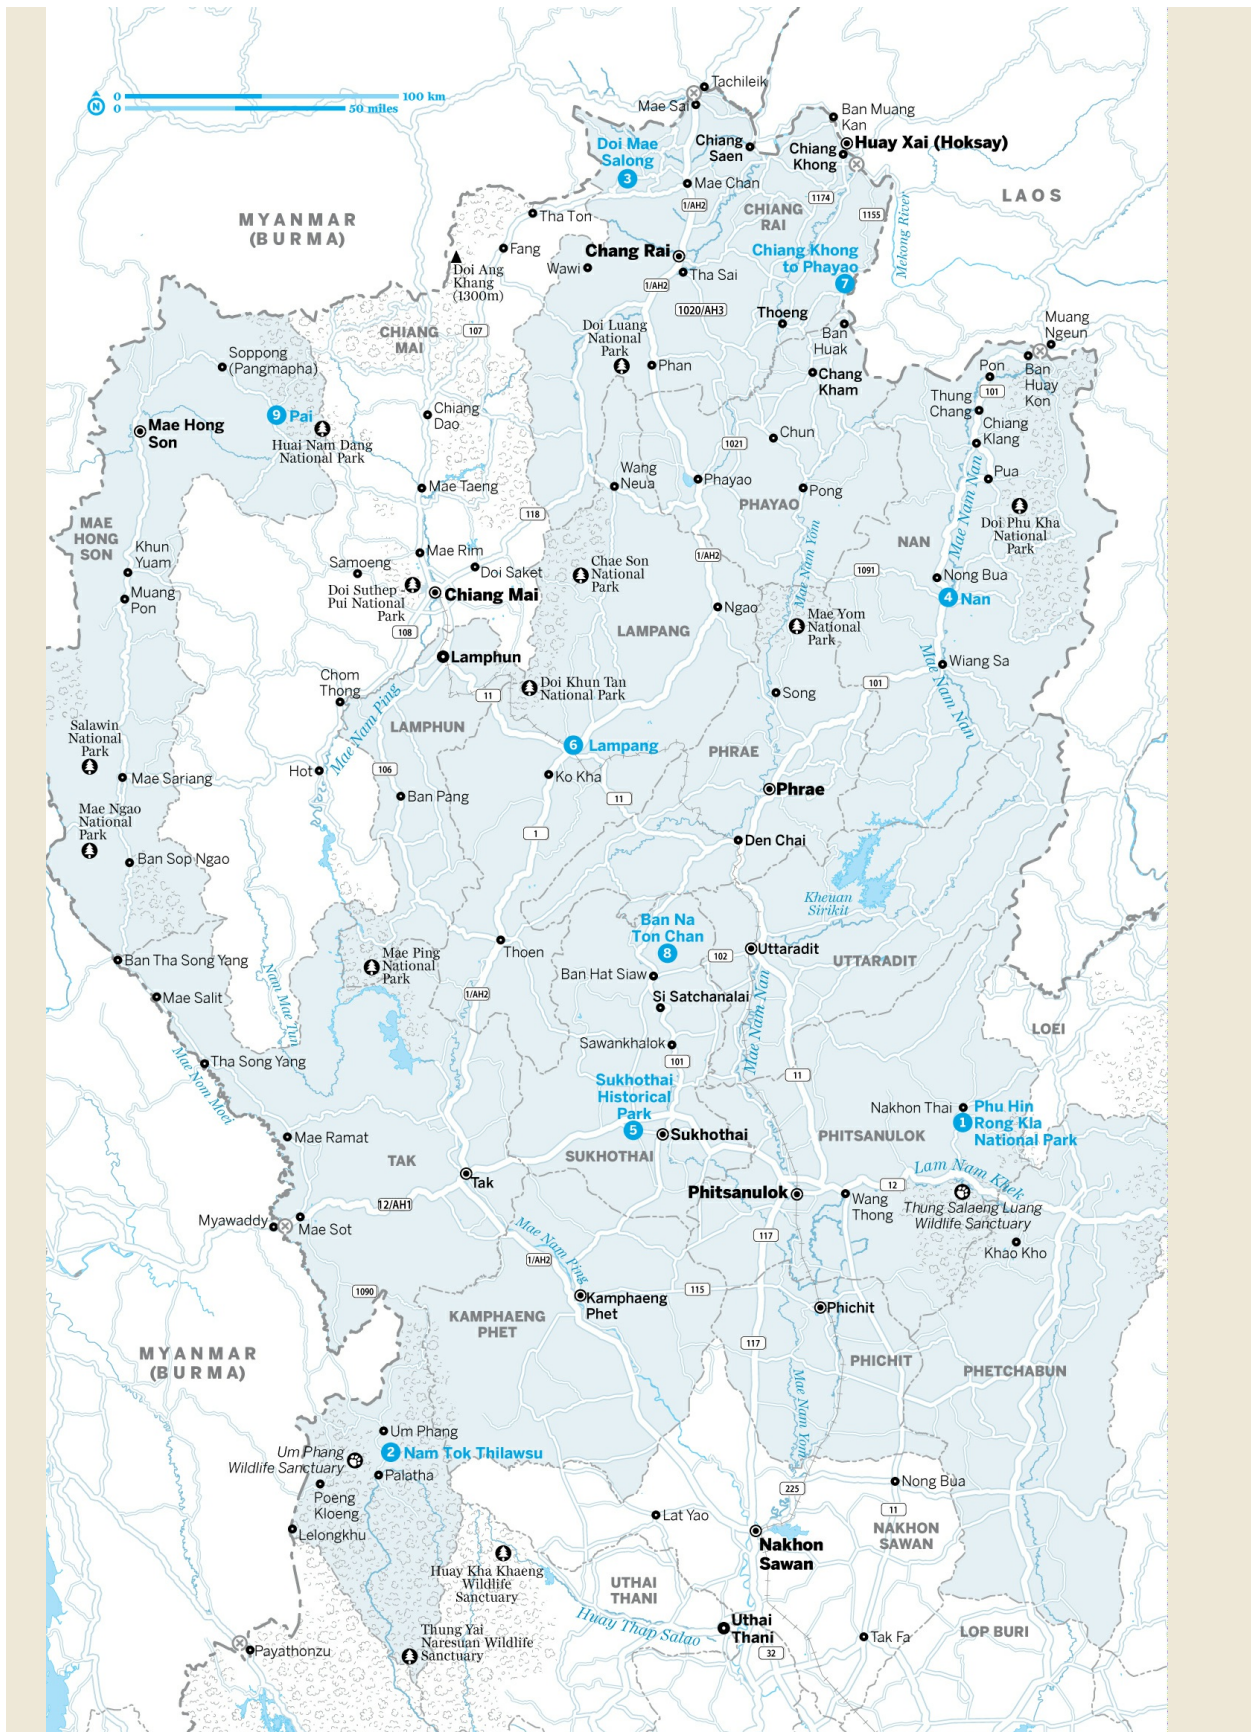 0
100 km
N
0
50 miles
Tachileik
Mae Sai
Ban Muang
Kan
Doi Mae
Salong
3
Chiang
Saen
Chiang
Khong
Huay Xai (Hoksay)
Mae Chan
1174
LAOS
1/AH2
CHIANG
RAI
1155
MYANMAR
(BURMA)
Tha Ton
Mekong River
Fang
Chang Rai
Chiang Khong
to Phayao
7
Wawi
Tha Sai
Doi Ang
Khang
(1300m)
1/AH2
1020/AH3
Thoeng
Muang
Ngeun
CHIANG
MAI
107
Doi Luang
National
Park
Ban
Huak
Soppong
(Pangmapha)
Phan
Chang
Kham
Pon
Ban
Huay
Kon
101
Thung
Chang
9
Pai
Chiang
Dao
Mae Hong
Son
Huai Nam Dang
National Park
Chun
Chiang
Klang
1021
Wang
Neua
Phayao
Pua
Mae Taeng
Pong
PHAYAO
118
Mae Nam Nan
Doi Phu Kha
National
Park
MAE
HONG
SON
Khun
Yuam
Mae Rim
1/AH2
NAN
Samoeng
Doi Saket
Chae Son
National
Park
Mae Nam Yom
1091
Nong Bua
Muang
Pon
Doi Suthep -
Pui National
Park
Chiang Mai
4
Nan
Ngao
108
LAMPANG
Mae Yom
National
Park
Lamphun
Wiang Sa
Mae Nam Nan
Chom
Thong
Doi Khun Tan
National Park
101
Song
11
Mae Nam Ping
LAMPHUN
Salawin
National
Park
6
Lampang
PHRAE
Hot
106
Mae Sariang
Ko Kha
Phrae
Ban Pang
11
Mae Ngao
National
Park
1
Den Chai
Ban Sop Ngao
Kheuan
Sirikit
Ban Na
Ton Chan
8
Mae Ping
National
Park
Thoen
102
Uttaradit
UTTARADIT
Ban Tha Song Yang
Ban Hat Siaw
Mae Salit
Nam Mae Tun
1/AH2
Si Satchanalai
Mae Nam Nan
LOEI
Sawankhalok
Mae Nom Moei
Tha Song Yang
101
11
Sukhothai
Historical
Park
5
Nakhon Thai
Phu Hin
Rong Kla
National Park
1
Mae Ramat
Sukhothai
PHITSANULOK
TAK
SUKHOTHAI
Lam Nam Khek
Tak
12
Phitsanulok
12/AH1
Wang
Thong
Thung Salaeng Luang
Wildlife Sanctuary
Myawaddy
Mae Sot
Mae Nam Ping
117
Khao Kho
1/AH2
1090
Kamphaeng
Phet
115
Phichit
KAMPHAENG
PHET
MYANMAR
(BURMA)
117
PHICHIT
PHETCHABUN
Mae Nam Yom
Um Phang
Um Phang
Wildlife Sanctuary
2
Nam Tok Thilawsu
Palatha
Nong Bua
225
Poeng
Kloeng
11
Lat Yao
Lelongkhu
Nakhon
Sawan
NAKHON
SAWAN
Huay Kha Khaeng
Wildlife
Sanctuary
UTHAI
THANI
Huay Thap Salao
Uthai
Thani
Thung Yai
Naresuan Wildlife
Sanctuary
LOP BURI
Tak Fa
Payathonzu
32